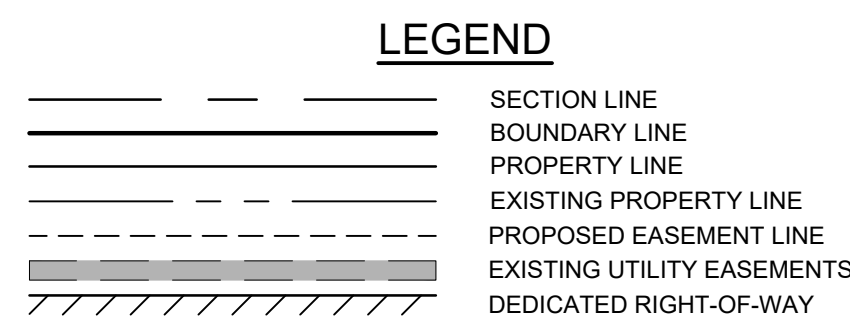 LEGEND
SECTION LINE
BOUNDARY LINE
PROPERTY LINE
EXISTING PROPERTY LINE
PROPOSED EASEMENT LINE
EXISTING UTILITY EASEMENTS
DEDICATED RIGHT-OF-WAY